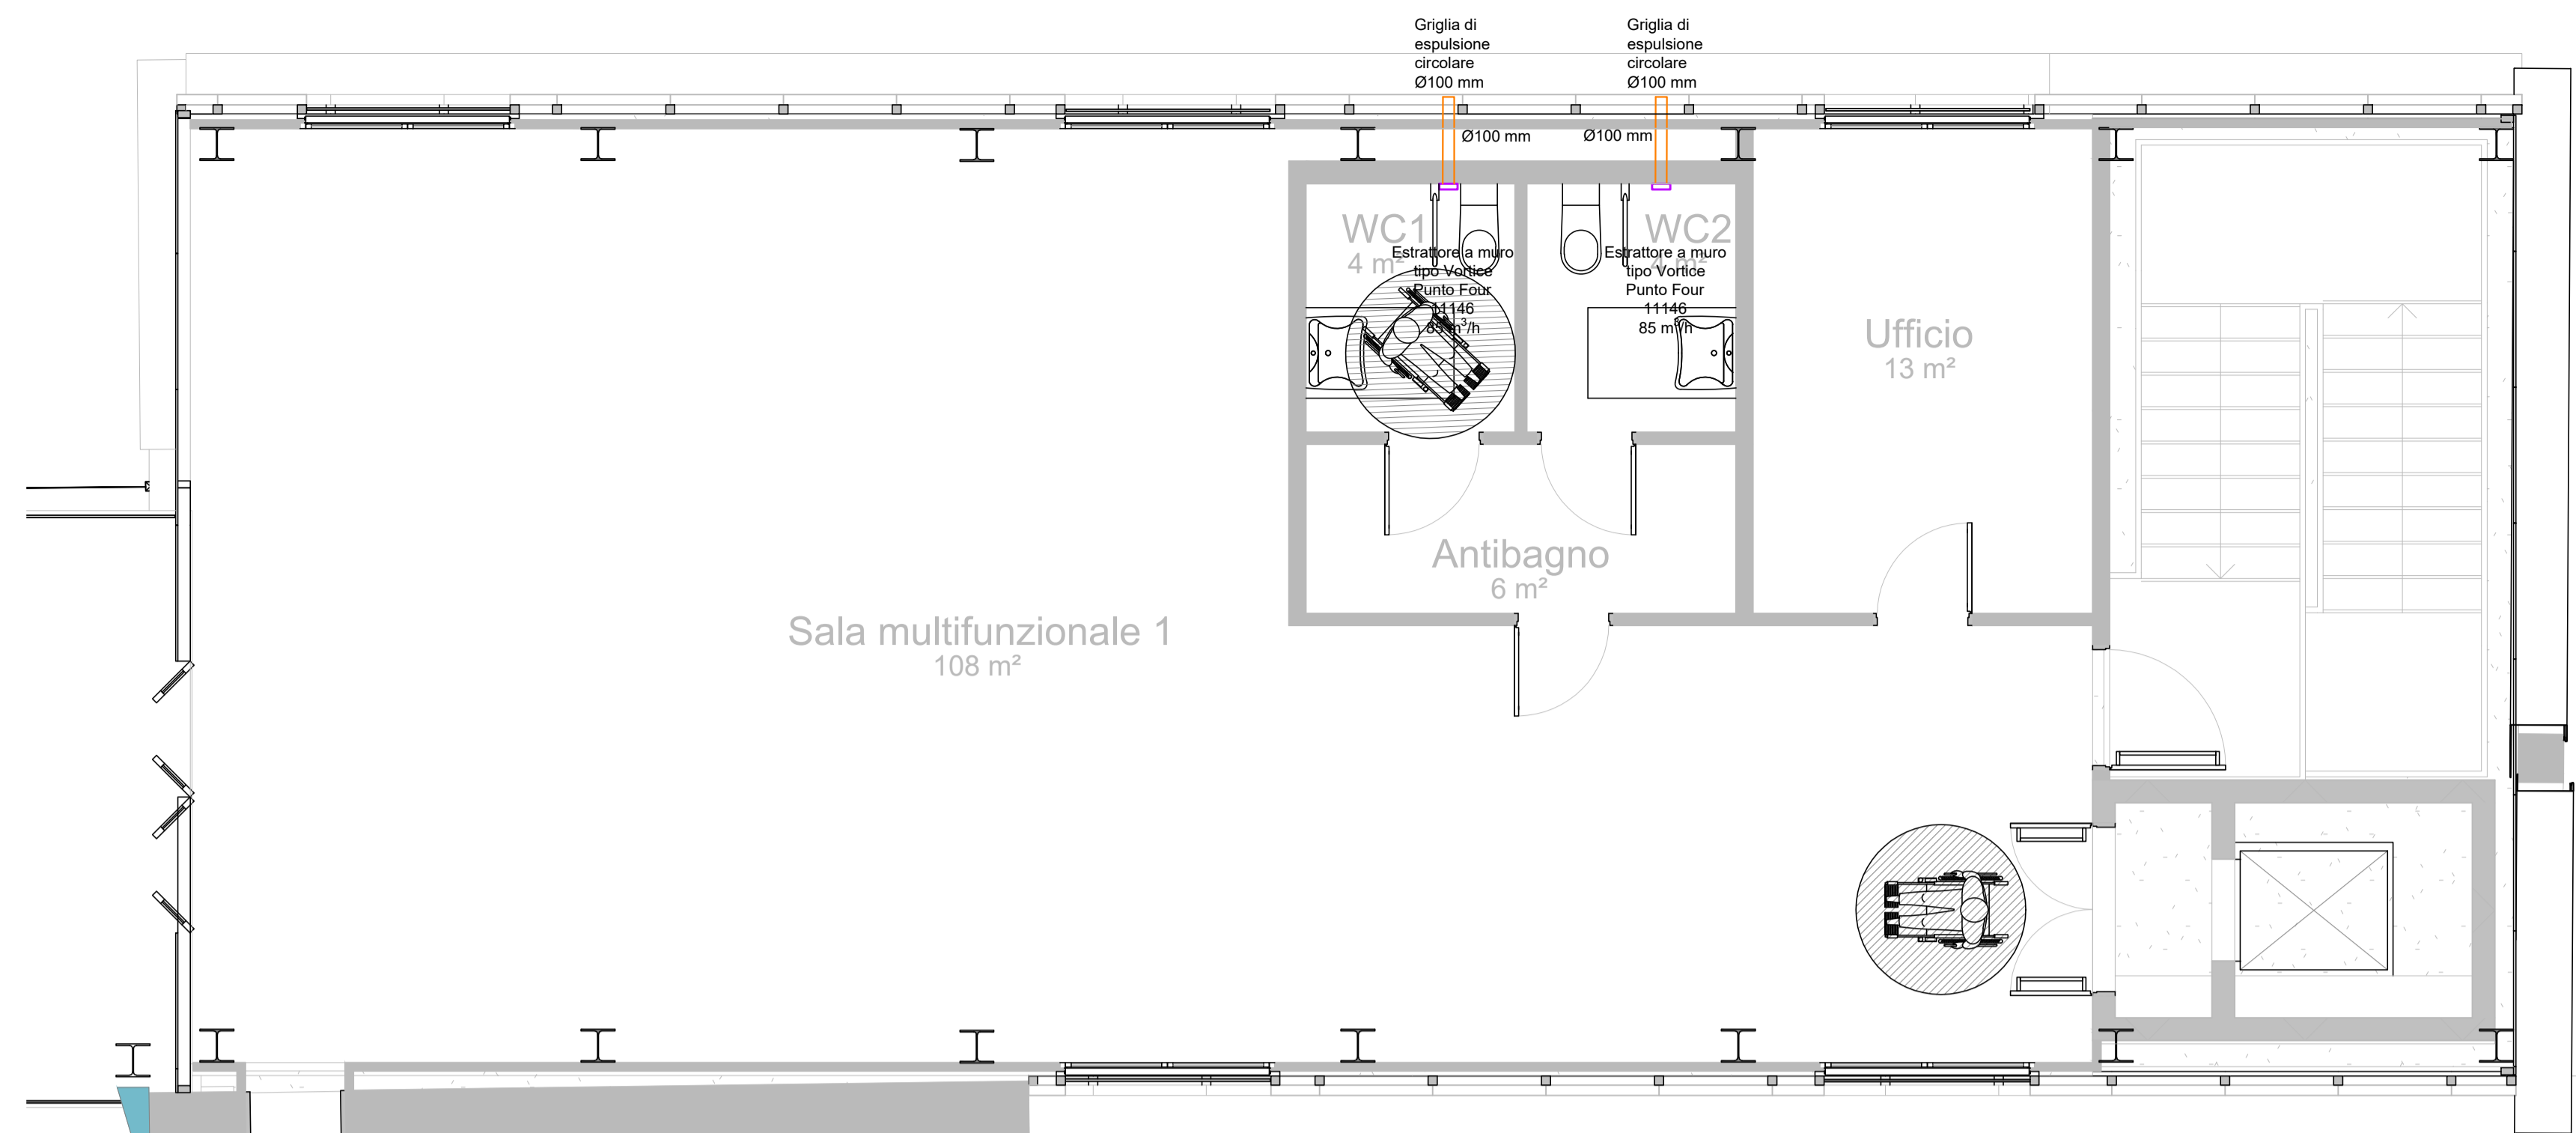 Griglia di
espulsione
circolare
Ø100 mm
Griglia di
espulsione
circolare
Ø100 mm
Ø100 mm
Ø100 mm
WC1
4 m²
Estrattore a muro
tipo Vortice
Punto Four
11146
85 m³/h
WC2
4 m²
Estrattore a muro
tipo Vortice
Punto Four
11146
85 m³/h
Ufficio
13 m²
Antibagno
6 m²
Sala multifunzionale 1
108 m²